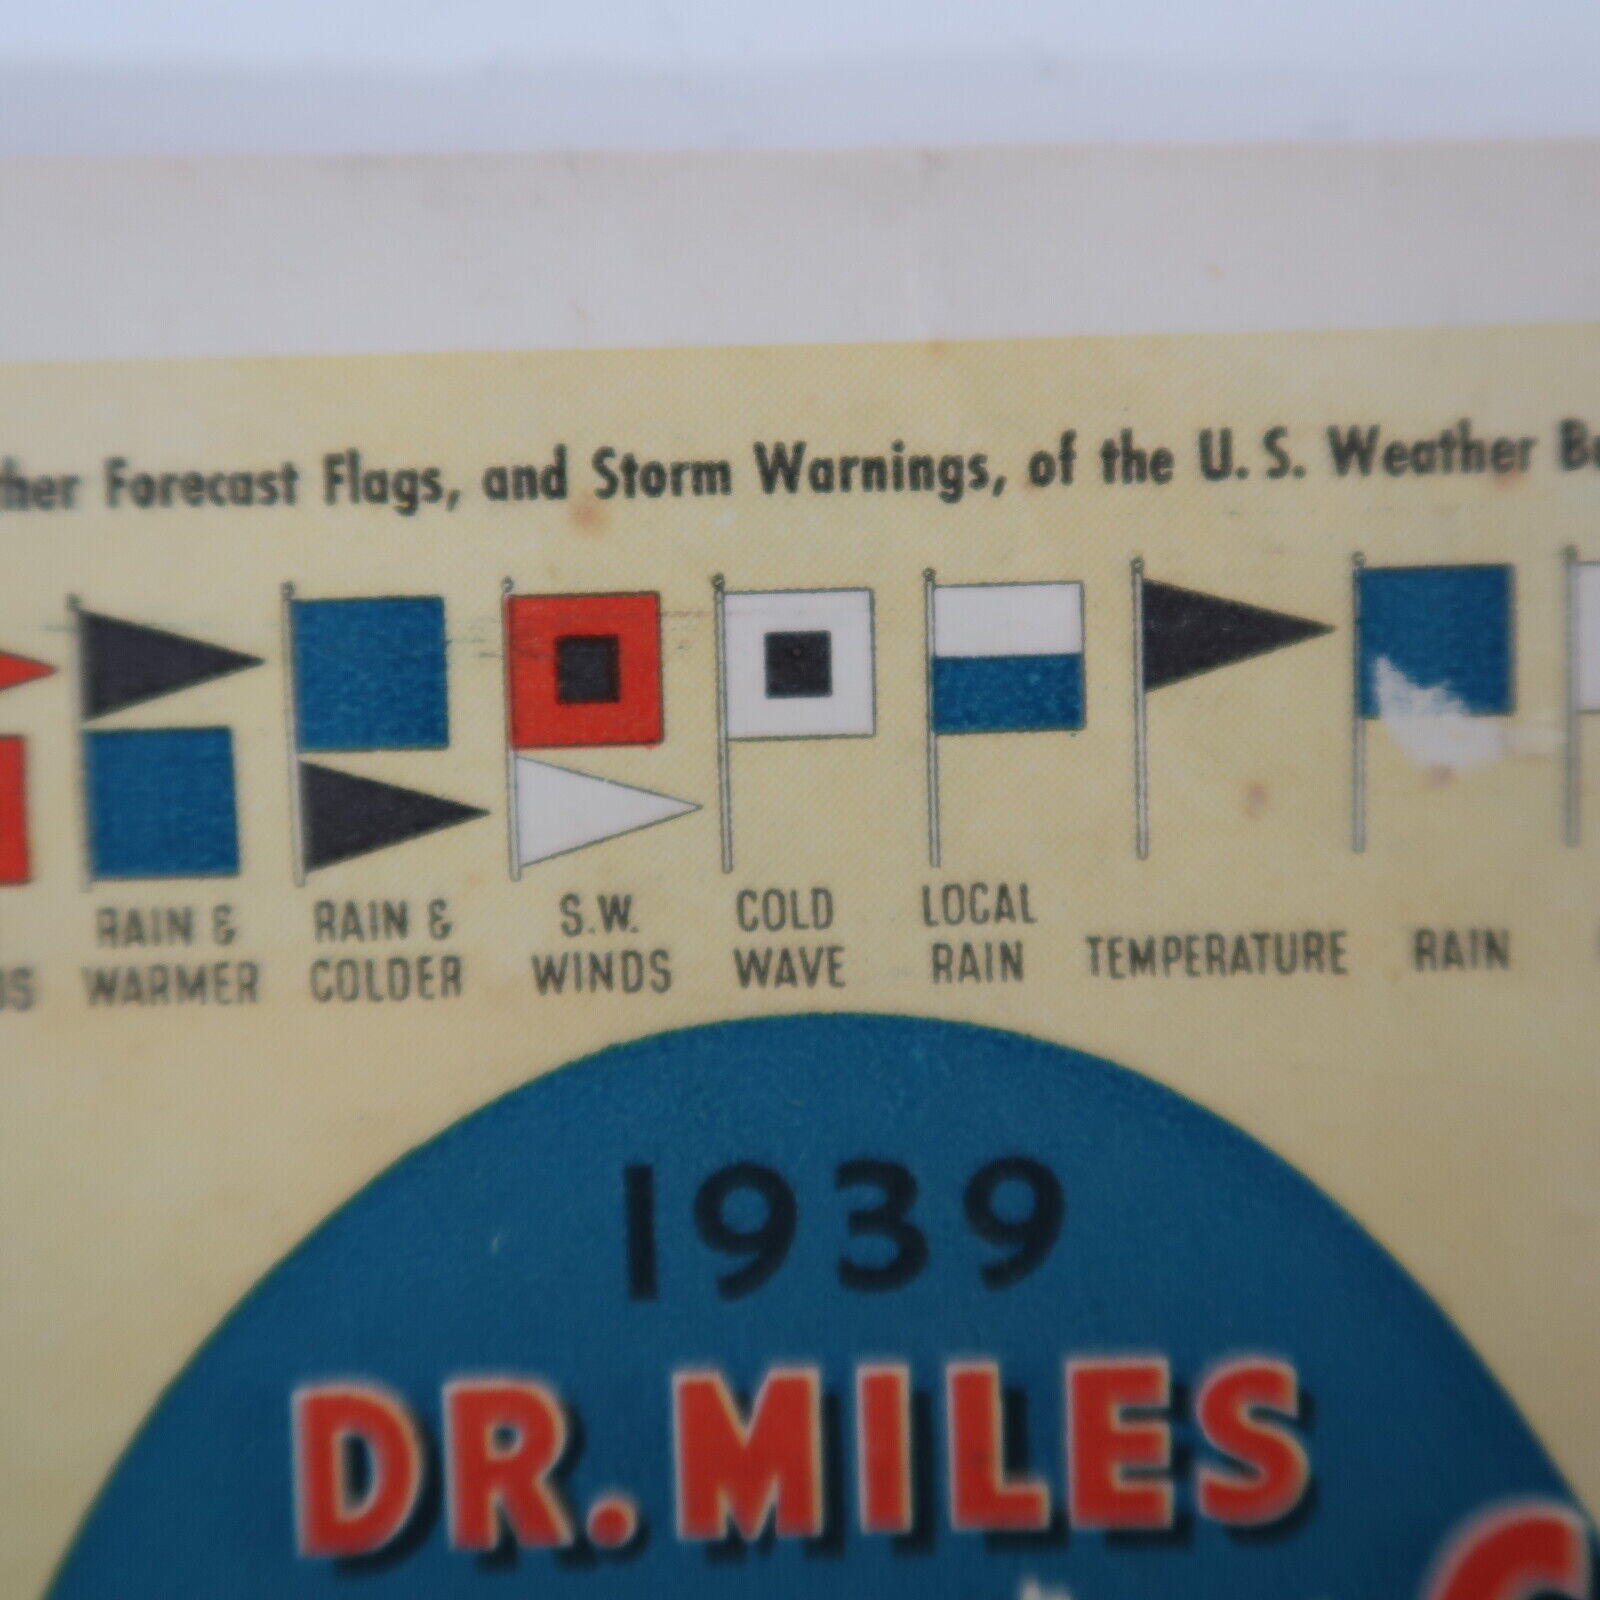 ther Forecast Flags, and Storm Warnings, of the U. S. Weather B
RAIN & WARMER
RAIN & COLDER
S.W. WINDS
COLD WAVE
LOCAL RAIN
TEMPERATURE
RAIN
1939
DR. MILES